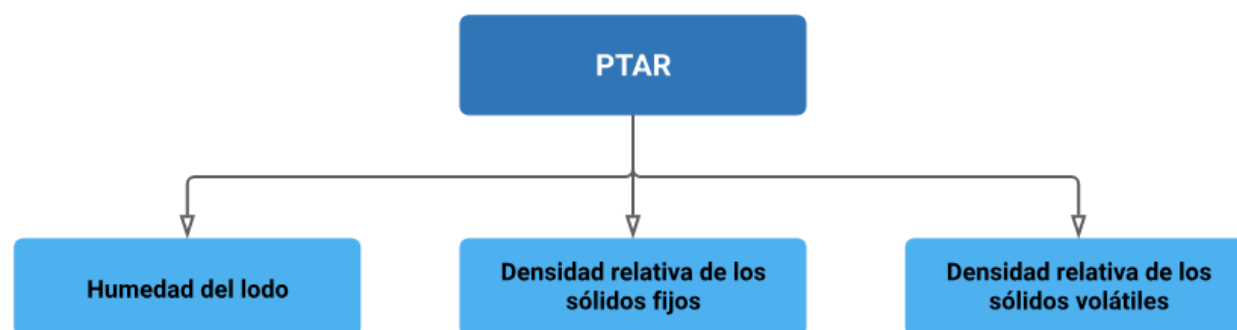 PTAR
Humedad del lodo
Densidad relativa de los
sólidos fijos
Densidad relativa de los
sólidos volátiles